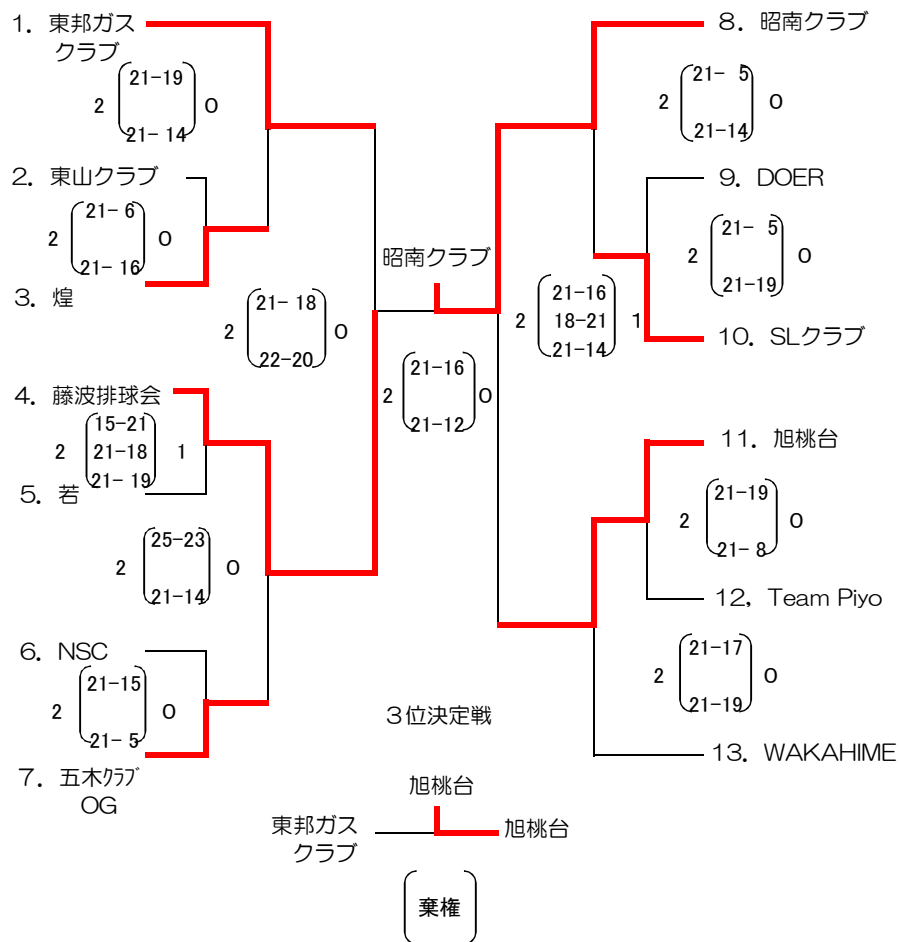 1. 東邦ガス
クラブ
2 21-19 0
21- 14
2. 東山クラブ
2 21- 6 0
21- 16
3. 煌
2 21- 18 0
22-20
4. 藤波排球会
15-21
2 21-18 1
21- 19
5. 若
2 25-23 0
21-14
6. NSC
2 21-15 0
21- 5
7. 五木ｸﾗﾌﾞ
OG
昭南クラブ
2 21-16 0
21-12
8. 昭南クラブ
2 21- 5 0
21-14
9. DOER
2 21- 5 0
21-19
10. SLクラブ
21-16
2 18-21 1
21-14
11. 旭桃台
2 21-19 0
21- 8
12, Team Piyo
2 21-17 0
21-19
13. WAKAHIME
３位決定戦
旭桃台
東邦ガス
クラブ
旭桃台
棄権